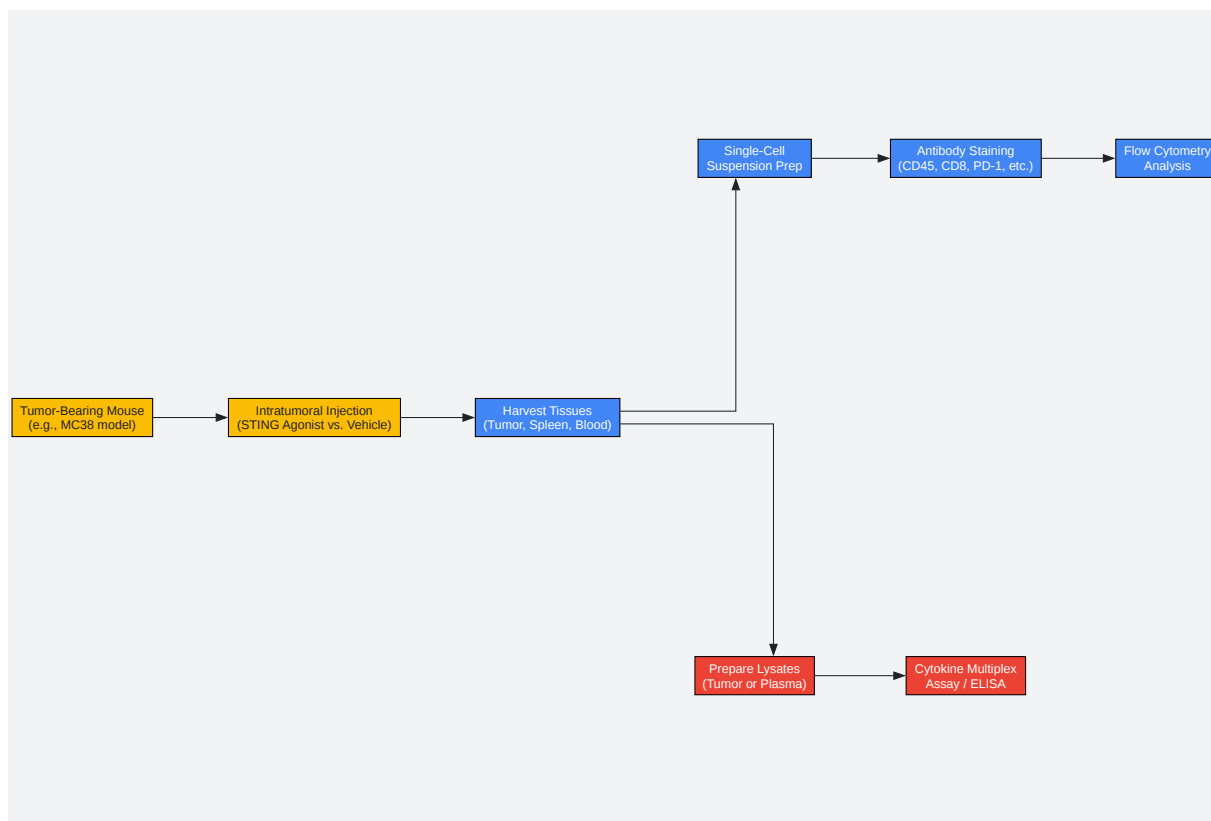 Single-Cell
Suspension Prep
Antibody Staining
(CD45, CD8, PD-1, etc.)
Flow Cytometry
Analysis
Tumor-Bearing Mouse
(e.g., MC38 model)
Intratumoral Injection
(STING Agonist vs. Vehicle)
Harvest Tissues
(Tumor, Spleen, Blood)
Prepare Lysates
(Tumor or Plasma)
Cytokine Multiplex
Assay / ELISA